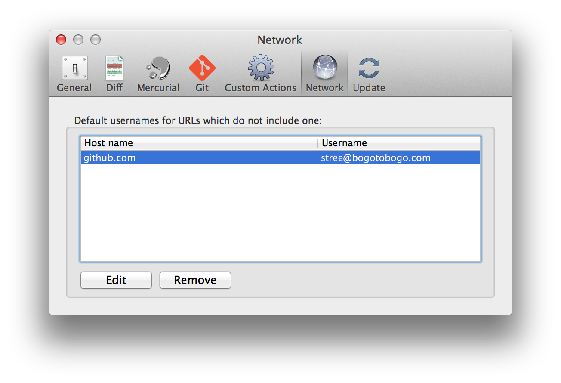 Network
General Diff Mercurial Git Custom Actions Network Update
Default usernames for URLs which do not include one:
Host name Username
github.com stree@bogotobogo.com
Edit Remove